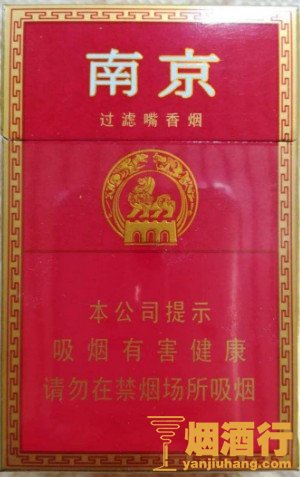 南京
过滤嘴香烟
本公司提示
吸烟有害健康
请勿在禁烟场所吸烟
烟酒行
yanjiuhang.com